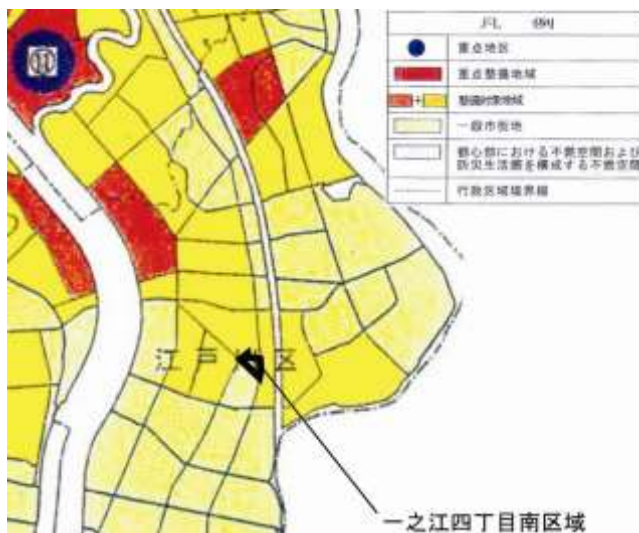 凡 例
重点地区
重点整備地域
整備対象地域
一般市街地
都心部における不燃空間および
防災生活圏を構成する不燃空間
行政区域境界線
⑪
江戸川区
一之江四丁目南区域